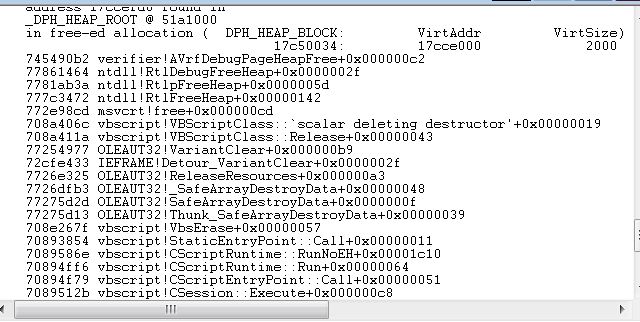 _DPH_HEAP_ROOT @ 51a1000
in free-ed allocation (  DPH_HEAP_BLOCK:         VirtAddr         VirtSize)
                                 17c50034:         17cce000             2000
745490b2 verifier!AVrfDebugPageHeapFree+0x000000c2
77861464 ntdll!RtlDebugFreeHeap+0x0000002f
7781ab3a ntdll!RtlpFreeHeap+0x0000005d
777c3472 ntdll!RtlFreeHeap+0x00000142
772e98cd msvcrt!free+0x000000cd
708a406c vbscript!VBScriptClass::`scalar deleting destructor'+0x00000019
708a411a vbscript!VBScriptClass::Release+0x00000043
77254977 OLEAUT32!VariantClear+0x000000b9
72cfe433 IEFRAME!Detour_VariantClear+0x0000002f
7726e325 OLEAUT32!ReleaseResources+0x000000a3
7726dfb3 OLEAUT32!_SafeArrayDestroyData+0x00000048
77275d2d OLEAUT32!SafeArrayDestroyData+0x0000000f
77275d13 OLEAUT32!Thunk_SafeArrayDestroyData+0x00000039
708e267f vbscript!VbsErase+0x00000057
70893854 vbscript!StaticEntryPoint::Call+0x00000011
7089586e vbscript!CScriptRuntime::RunNoEH+0x00001c10
70894ff6 vbscript!CScriptRuntime::Run+0x00000064
70894f79 vbscript!CScriptEntryPoint::Call+0x00000051
7089512b vbscript!CSession::Execute+0x000000c8